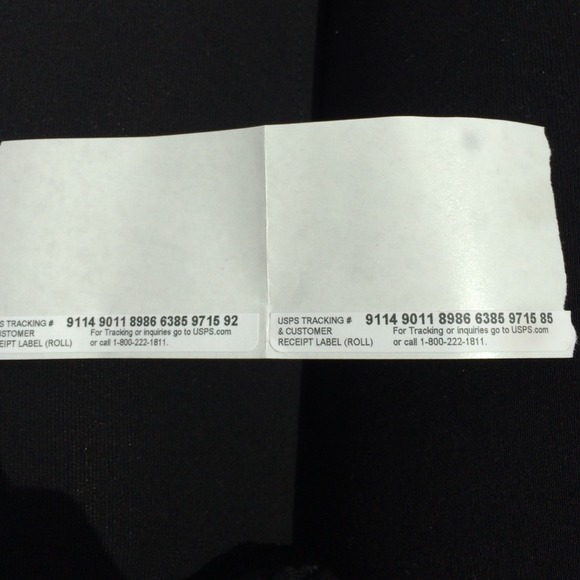 S TRACKING # 9114 9011 8986 6385 9715 92
USTOMER For Tracking or inquiries go to USPS.com
EIPT LABEL (ROLL) or call 1-800-222-1811.
USPS TRACKING # 9114 9011 8986 6385 9715 85
& CUSTOMER For Tracking or inquiries go to USPS.com
RECEIPT LABEL (ROLL) or call 1-800-222-1811.